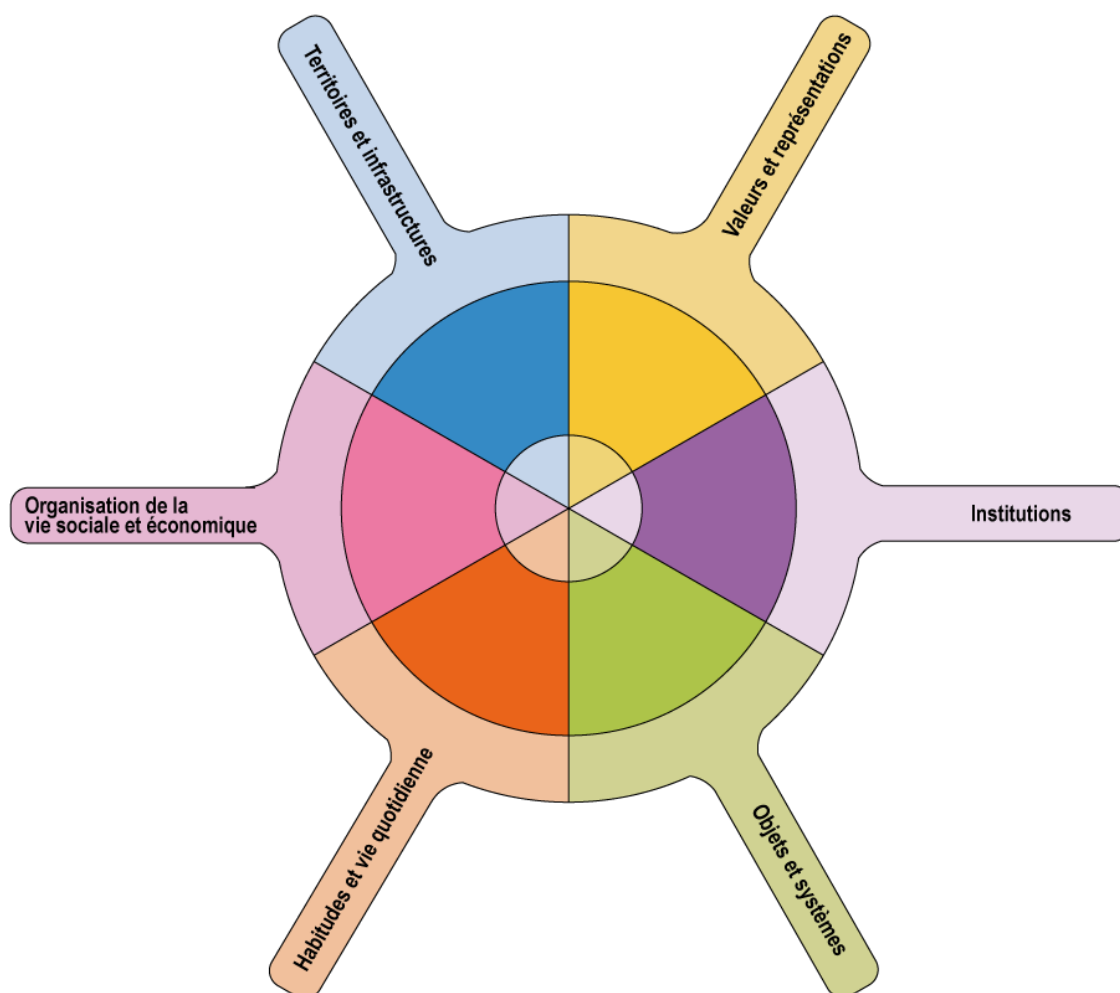 Territoires et infrastructures
Valeurs et représentations
Organisation de la
vie sociale et économique
Institutions
Habitudes et vie quotidienne
Objets et systèmes